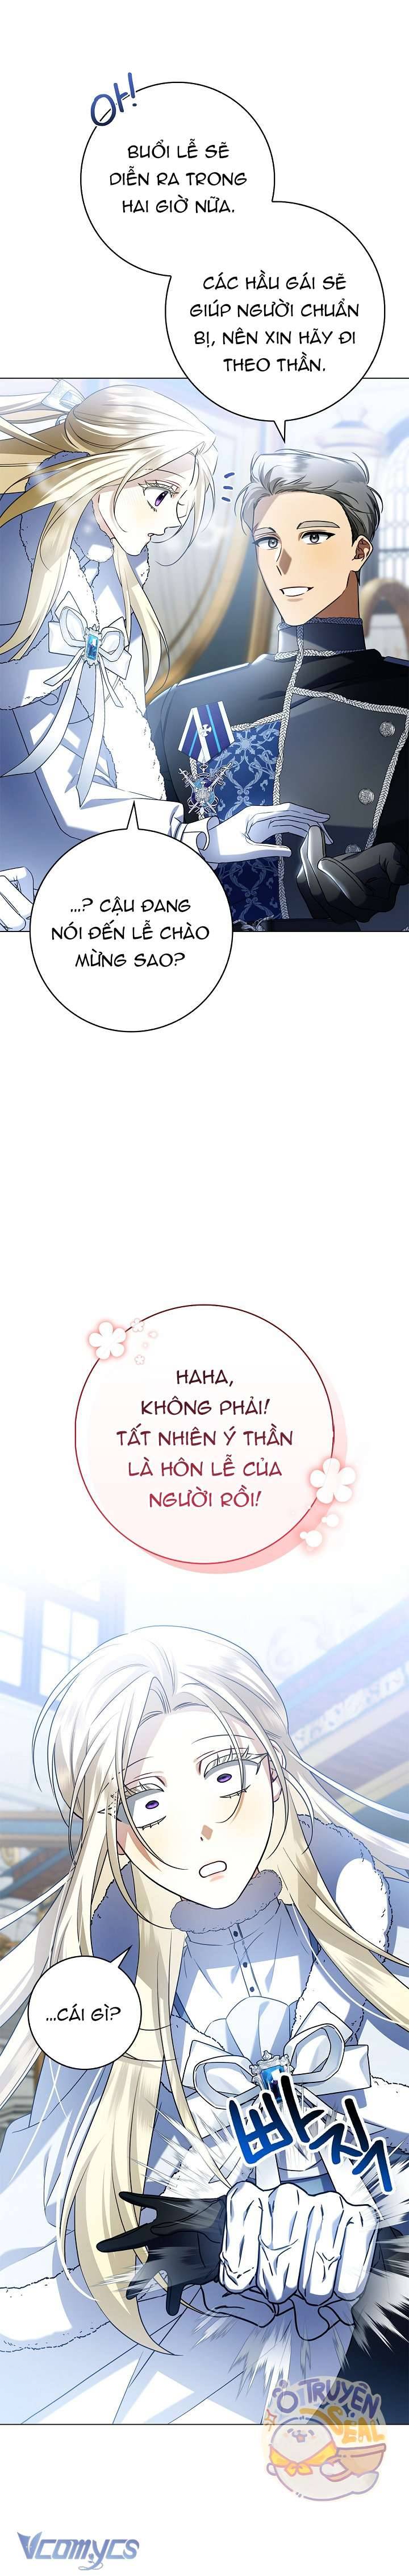 아!
BUỔI LỄ SẼ
DIỄN RA TRONG
HAI GIỜ NỮA.
CÁC HẦU GÁI SẼ
GIÚP NGƯỜI CHUẨN
BỊ, NÊN XIN HÃY ĐI
THEO THẦN.
...? CẬU ĐANG
NÓI ĐẾN LỄ CHÀO
MỪNG SAO?
HAHA,
KHÔNG PHẢI!
TẤT NHIÊN Ý THẦN
LÀ HÔN LỄ CỦA
NGƯỜI RỒI!
...CÁI GÌ?
빠직
Ổ TRUYỆN
SEAL
Vcomycs